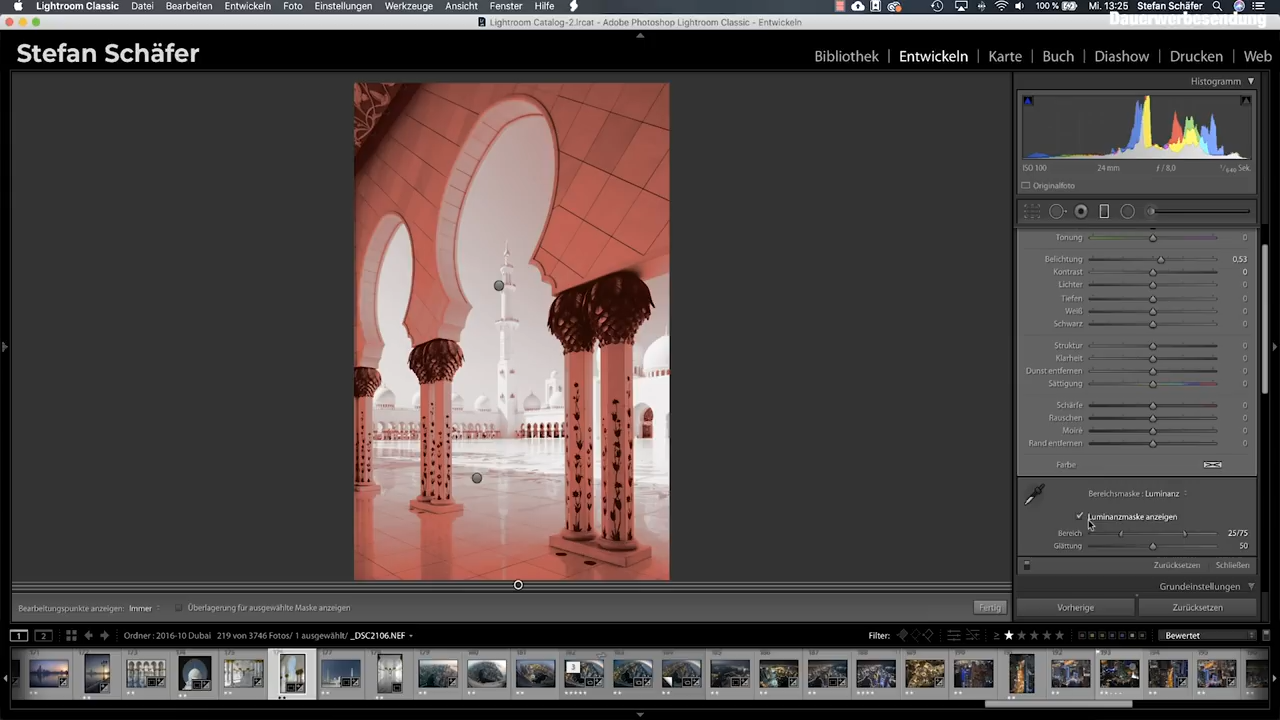 Lightroom Classic Datei Bearbeiten Entwickeln Foto Einstellungen Werkzeuge Ansicht Fenster Hilfe 100 % Mi. 13:25 Stefan Schäfer
Lightroom Catalog-2.lrcat - Adobe Photoshop Lightroom Classic - Entwickeln
Dauerwerbesendung
Stefan Schäfer
Bibliothek | Entwickeln | Karte | Buch | Diashow | Drucken | Web
Histogramm
ISO 100 24 mm ƒ / 8,0 1/640 Sek.
Originalfoto
Tonung 0
Belichtung 0,53
Kontrast 0
Lichter 0
Tiefen 0
Weiß 0
Schwarz 0
Struktur 0
Klarheit 0
Dunst entfernen 0
Sättigung 0
Schärfe 0
Rauschen 0
Moiré 0
Rand entfernen 0
Farbe
Bereichsmaske : Luminanz
Luminanzmaske anzeigen
Bereich 25/75
Glättung 50
Zurücksetzen Schließen
Grundeinstellungen
Bearbeitungspunkte anzeigen: Immer Überlagerung für ausgewählte Maske anzeigen Fertig
Vorherige Zurücksetzen
1 2 Ordner : 2016-10 Dubai 219 von 3746 Fotos/ 1 ausgewählt/ _DSC2106.NEF Filter: ≥ Bewertet
3